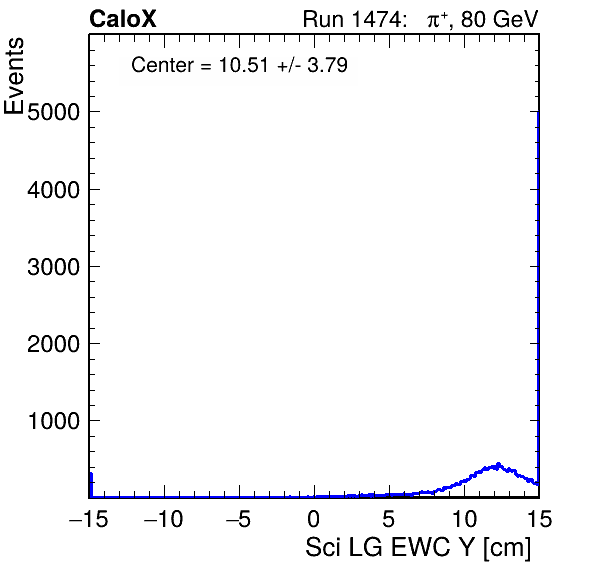 CaloX Run 1474: π⁺, 80 GeV
Center = 10.51 +/- 3.79
Events
5000
4000
3000
2000
1000
−15 −10 −5 0 5 10 15
Sci LG EWC Y [cm]